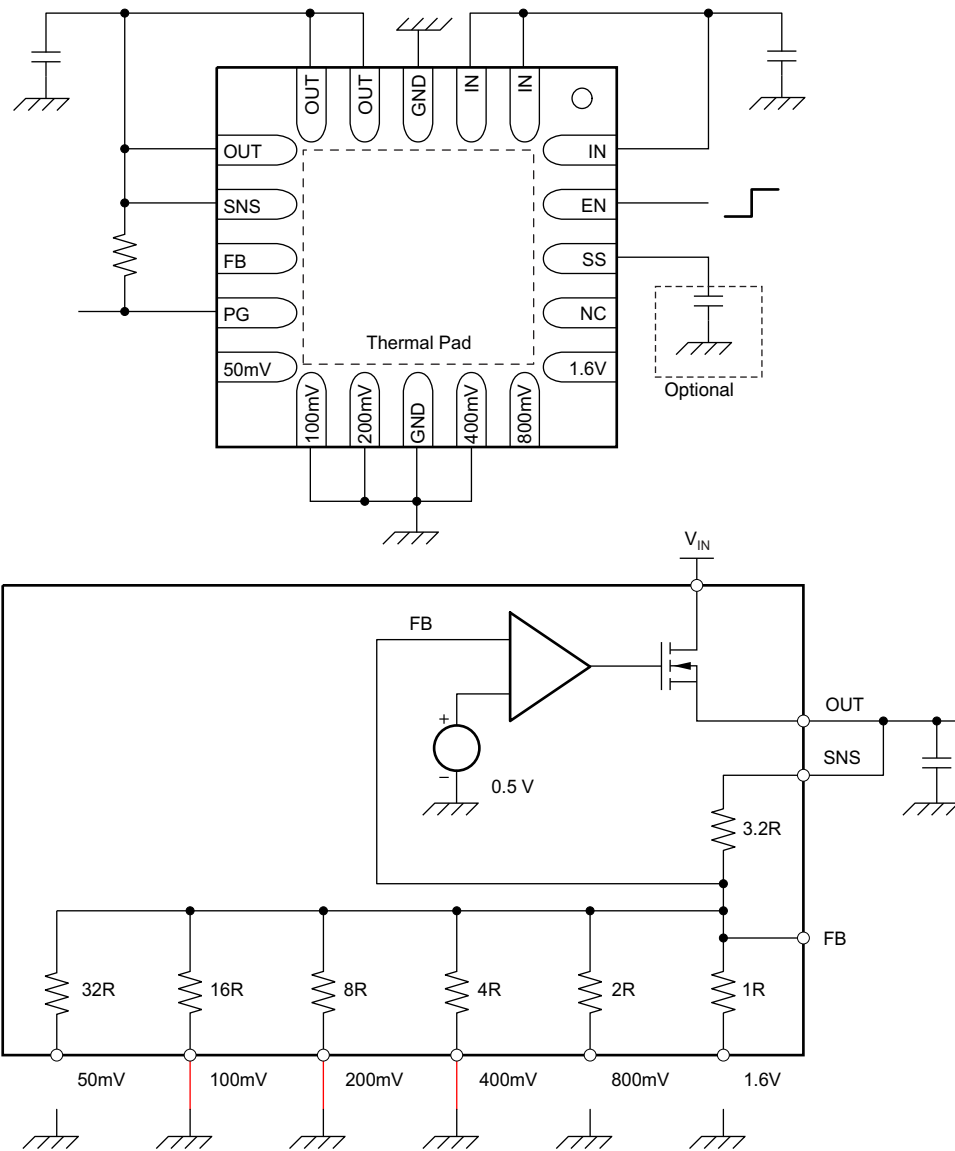 OUT
OUT
GND
IN
IN
OUT
SNS
FB
PG
50mV
IN
EN
SS
NC
1.6V
Thermal Pad
100mV
200mV
GND
400mV
800mV
Optional
VIN
FB
+
−
0.5 V
OUT
SNS
3.2R
FB
32R
16R
8R
4R
2R
1R
50mV
100mV
200mV
400mV
800mV
1.6V